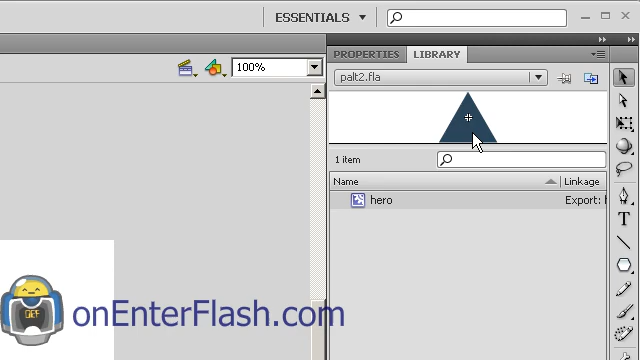 ESSENTIALS
PROPERTIES LIBRARY
100%
palt2.fla
1 item
Name Linkage
hero Export:
T
OEF
onEnterFlash.com